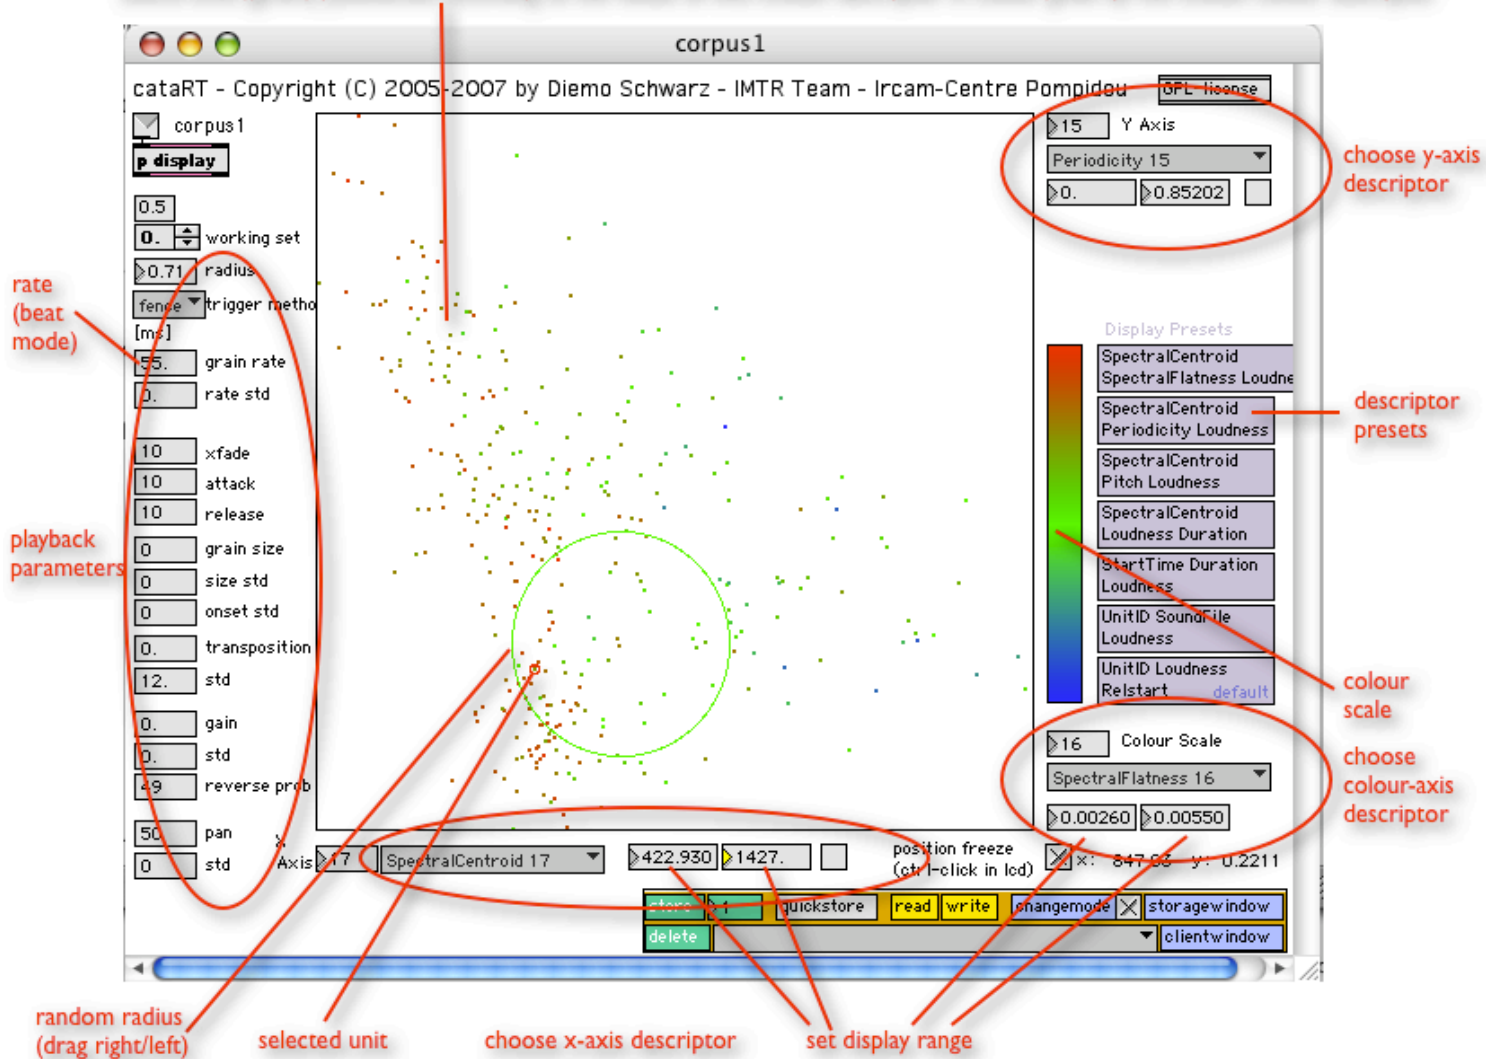 corpus1
cataRT - Copyright (C) 2005-2007 by Diemo Schwarz - IMTR Team - Ircam-Centre Pompidou
GPL-license
corpus1
p display
0.5
0. working set
0.71 radius
fence trigger metho
[ms]
55. grain rate
0. rate std
10 xfade
10 attack
10 release
0 grain size
0 size std
0 onset std
0. transposition
12. std
0. gain
0. std
49 reverse prob
50 pan
0 std
rate
(beat
mode)
playback
parameters
15 Y Axis
Periodicity 15
0. 0.85202
choose y-axis
descriptor
Display Presets
SpectralCentroid
SpectralFlatness Loudne
SpectralCentroid
Periodicity Loudness
SpectralCentroid
Pitch Loudness
SpectralCentroid
Loudness Duration
StartTime Duration
Loudness
UnitID SoundFile
Loudness
UnitID Loudness
Relstart default
descriptor
presets
colour
scale
16 Colour Scale
SpectralFlatness 16
0.00260 0.00550
choose
colour-axis
descriptor
X
Axis 17 SpectralCentroid 17 422.930 1427.
position freeze
(ctrl-click in lcd)
x: 847.63 y: 0.2211
store 1 quickstore read write changemode storagewindow
delete clientwindow
random radius
(drag right/left)
selected unit
choose x-axis descriptor
set display range